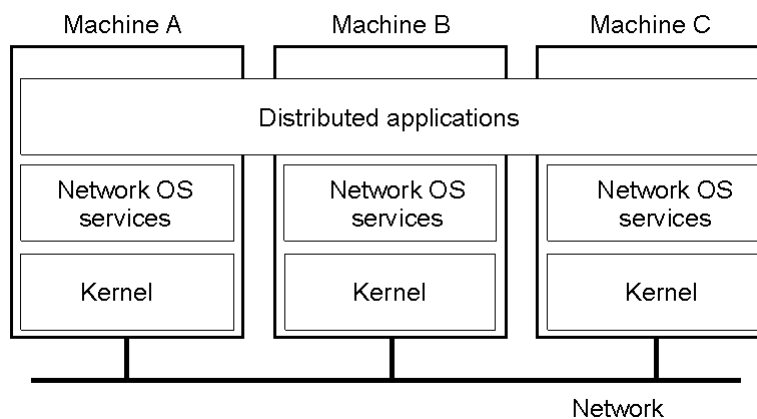 Machine A
Machine B
Machine C
Distributed applications
Network OS
services
Network OS
services
Network OS
services
Kernel
Kernel
Kernel
Network